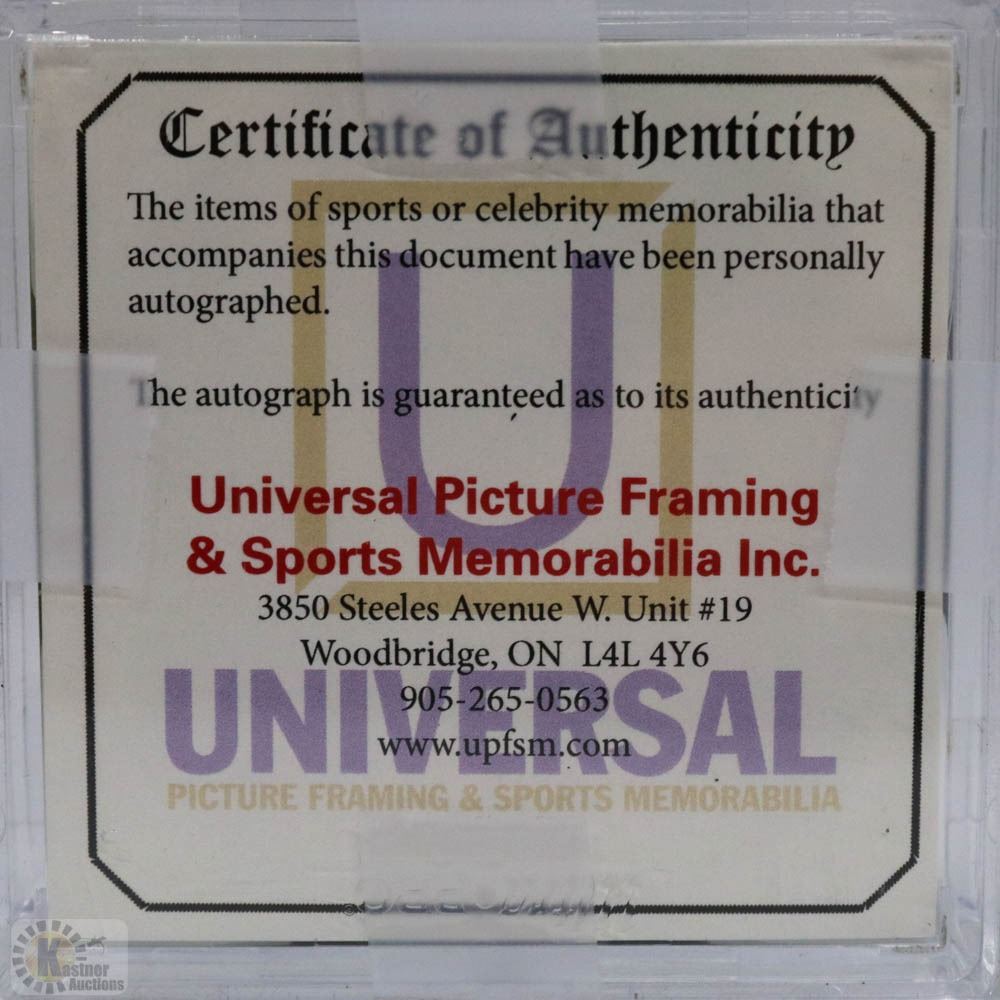 Certificate of Authenticity
The items of sports or celebrity memorabilia that
accompanies this document have been personally
autographed.
The autograph is guaranteed as to its authenticity
Universal Picture Framing
& Sports Memorabilia Inc.
3850 Steeles Avenue W. Unit #19
Woodbridge, ON L4L 4Y6
905-265-0563
www.upfsm.com
U
UNIVERSAL
PICTURE FRAMING & SPORTS MEMORABILIA
Kastner
Auctions